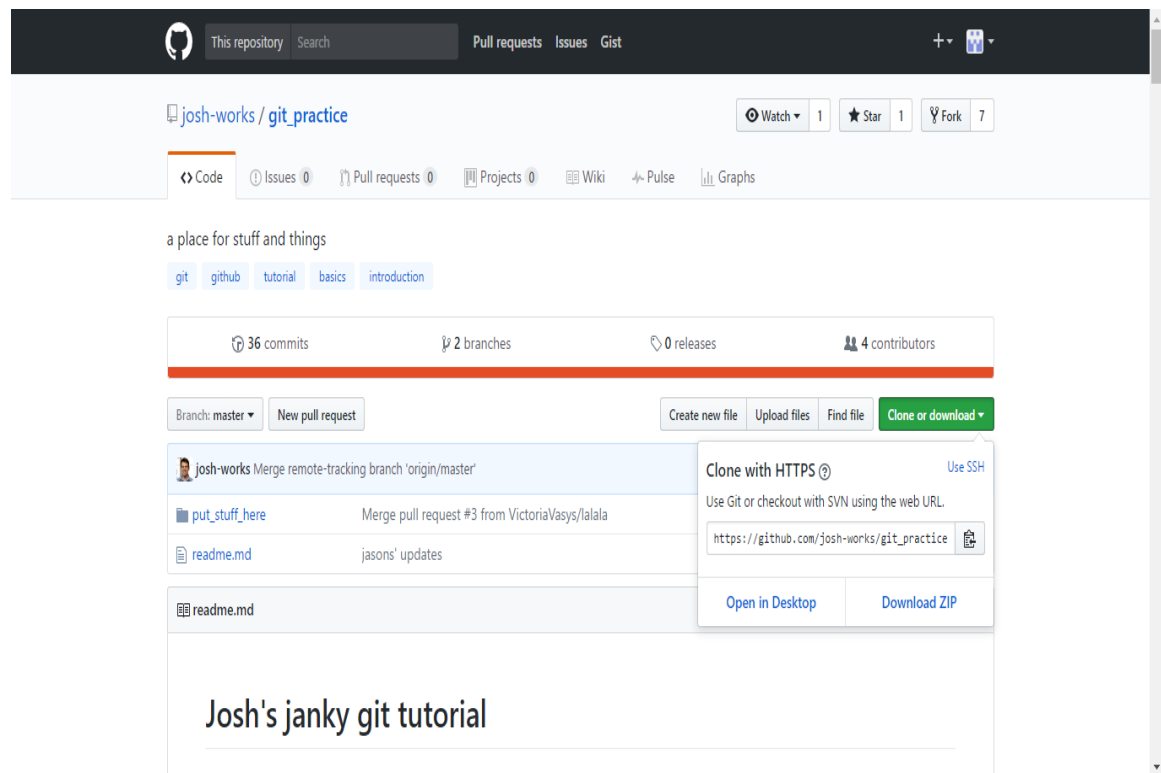 This repository Search Pull requests Issues Gist
josh-works / git_practice Watch 1 Star 1 Fork 7
Code Issues 0 Pull requests 0 Projects 0 Wiki Pulse Graphs
a place for stuff and things
git github tutorial basics introduction
36 commits 2 branches 0 releases 4 contributors
Branch: master New pull request Create new file Upload files Find file Clone or download
josh-works Merge remote-tracking branch 'origin/master'
put_stuff_here Merge pull request #3 from VictoriaVasys/lalala
readme.md jasons' updates
Clone with HTTPS ? Use SSH
Use Git or checkout with SVN using the web URL.
https://github.com/josh-works/git_practice
Open in Desktop Download ZIP
readme.md
Josh's janky git tutorial